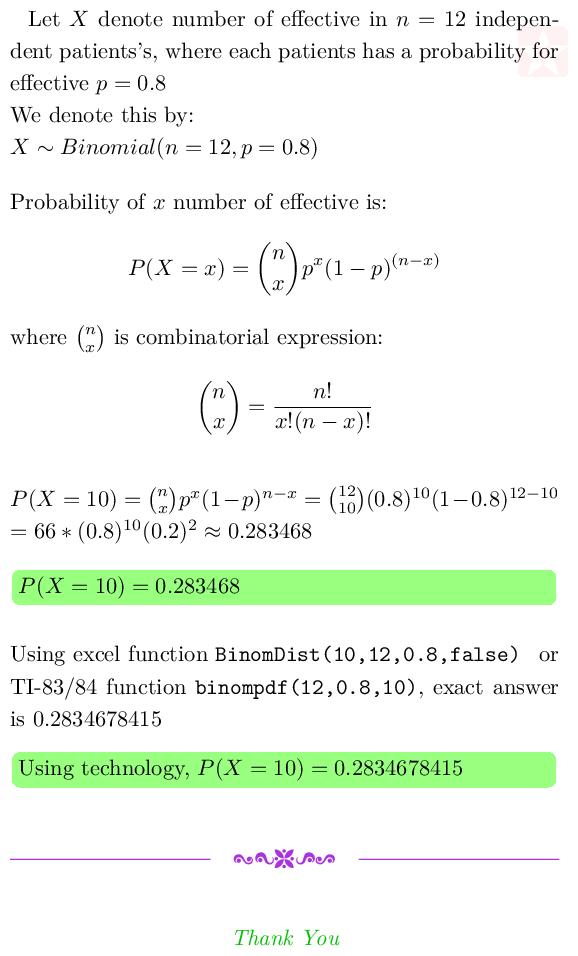 Let X denote number of effective in n = 12 indepen-
dent patients's, where each patients has a probability for
effective p = 0.8
We denote this by:
X ∼ Binomial(n = 12, p = 0.8)
Probability of x number of effective is:
P(X = x) = \binom{n}{x} p^x (1 − p)^{(n−x)}
where \binom{n}{x} is combinatorial expression:
\binom{n}{x} = \frac{n!}{x!(n − x)!}
P(X = 10) = \binom{n}{x} p^x (1−p)^{n−x} = \binom{12}{10} (0.8)^{10} (1−0.8)^{12−10}
= 66 * (0.8)^{10} (0.2)^2 ≈ 0.283468
P(X = 10) = 0.283468
Using excel function BinomDist(10,12,0.8,false) or
TI-83/84 function binompdf(12,0.8,10), exact answer
is 0.2834678415
Using technology, P(X = 10) = 0.2834678415
Thank You